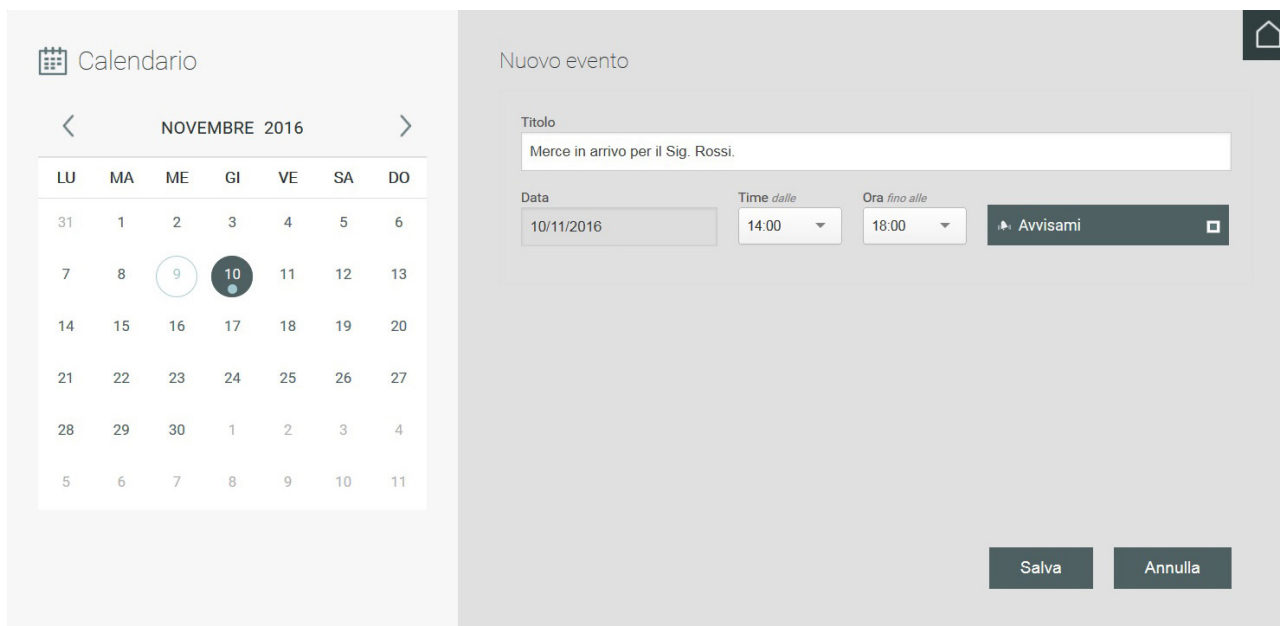 Calendario
NOVEMBRE 2016
LU MA ME GI VE SA DO
31 1 2 3 4 5 6
7 8 9 10 11 12 13
14 15 16 17 18 19 20
21 22 23 24 25 26 27
28 29 30 1 2 3 4
5 6 7 8 9 10 11
Nuovo evento
Titolo
Merce in arrivo per il Sig. Rossi.
Data Time dalle Ora fino alle
10/11/2016 14:00 18:00 Avvisami
Salva Annulla